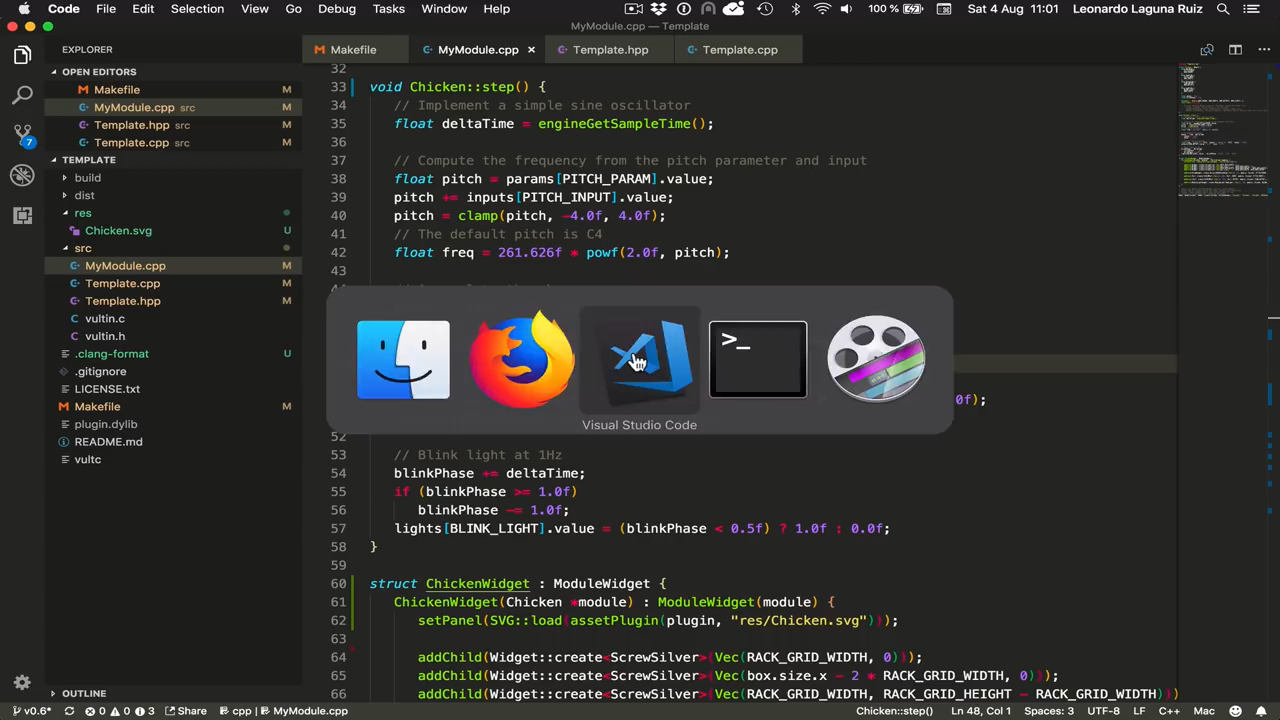 Code File Edit Selection View Go Debug Tasks Window Help 100 % Sat 4 Aug 11:01 Leonardo Laguna Ruiz
MyModule.cpp — Template
EXPLORER
Makefile MyModule.cpp × Template.hpp Template.cpp
OPEN EDITORS
Makefile M
MyModule.cpp src M
Template.hpp src M
Template.cpp src M
7
TEMPLATE
build
dist
res
Chicken.svg U
src
MyModule.cpp M
Template.cpp M
Template.hpp M
vultin.c
vultin.h
.clang-format U
.gitignore
LICENSE.txt
Makefile M
plugin.dylib
README.md
vultc
OUTLINE
32
33 void Chicken::step() {
34 // Implement a simple sine oscillator
35 float deltaTime = engineGetSampleTime();
36
37 // Compute the frequency from the pitch parameter and input
38 float pitch = params[PITCH_PARAM].value;
39 pitch += inputs[PITCH_INPUT].value;
40 pitch = clamp(pitch, -4.0f, 4.0f);
41 // The default pitch is C4
42 float freq = 261.626f * powf(2.0f, pitch);
43
>_
0f);
Visual Studio Code
52
53 // Blink light at 1Hz
54 blinkPhase += deltaTime;
55 if (blinkPhase >= 1.0f)
56 blinkPhase -= 1.0f;
57 lights[BLINK_LIGHT].value = (blinkPhase < 0.5f) ? 1.0f : 0.0f;
58 }
59
60 struct ChickenWidget : ModuleWidget {
61 ChickenWidget(Chicken *module) : ModuleWidget(module) {
62 setPanel(SVG::load(assetPlugin(plugin, "res/Chicken.svg")));
63
64 addChild(Widget::create<ScrewSilver>(Vec(RACK_GRID_WIDTH, 0)));
65 addChild(Widget::create<ScrewSilver>(Vec(box.size.x - 2 * RACK_GRID_WIDTH, 0)));
66 addChild(Widget::create<ScrewSilver>(Vec(RACK_GRID_WIDTH, RACK_GRID_HEIGHT - RACK_GRID_WIDTH)))
v0.6* 0 0 3 Share cpp | MyModule.cpp Chicken::step() Ln 48, Col 1 Spaces: 3 UTF-8 LF C++ Mac